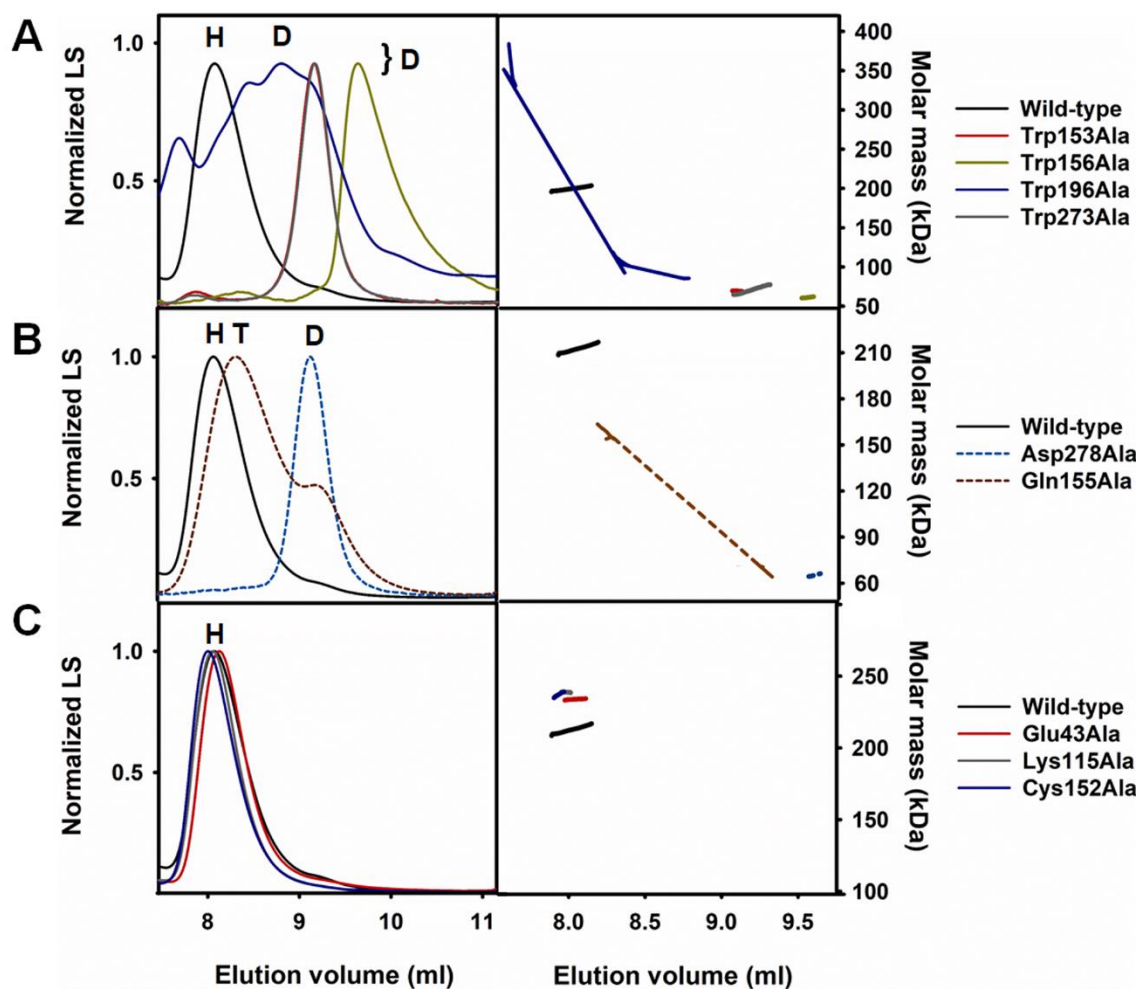 A
H D
} D
1.0
0.5
Normalized LS
400
350
300
250
200
150
100
50
Molar mass (kDa)
Wild-type
Trp153Ala
Trp156Ala
Trp196Ala
Trp273Ala
B
H T D
1.0
0.5
Normalized LS
210
180
150
120
90
60
Molar mass (kDa)
Wild-type
Asp278Ala
Gln155Ala
C
H
1.0
0.5
Normalized LS
250
200
150
100
Molar mass (kDa)
Wild-type
Glu43Ala
Lys115Ala
Cys152Ala
8 9 10 11
8.0 8.5 9.0 9.5
Elution volume (ml)
Elution volume (ml)